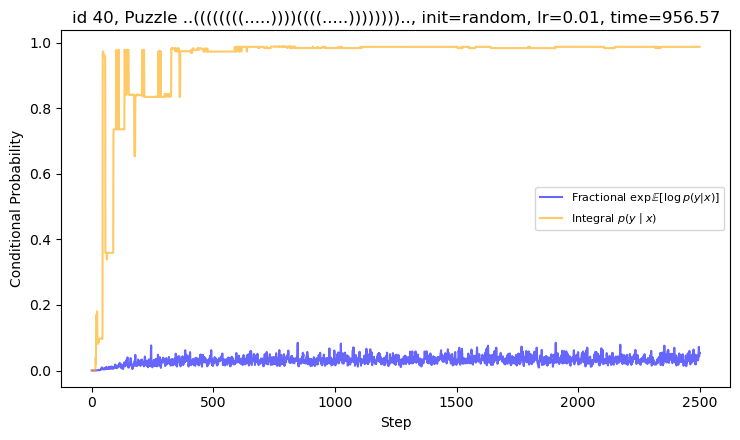 id 40, Puzzle ..((((((((.....))))((((.....)))))))).., init=random, lr=0.01, time=956.57
Conditional Probability
1.0
0.8
0.6
0.4
0.2
0.0
Fractional exp𝔼[log p(y|x)]
Integral p(y | x)
0
500
1000
1500
2000
2500
Step